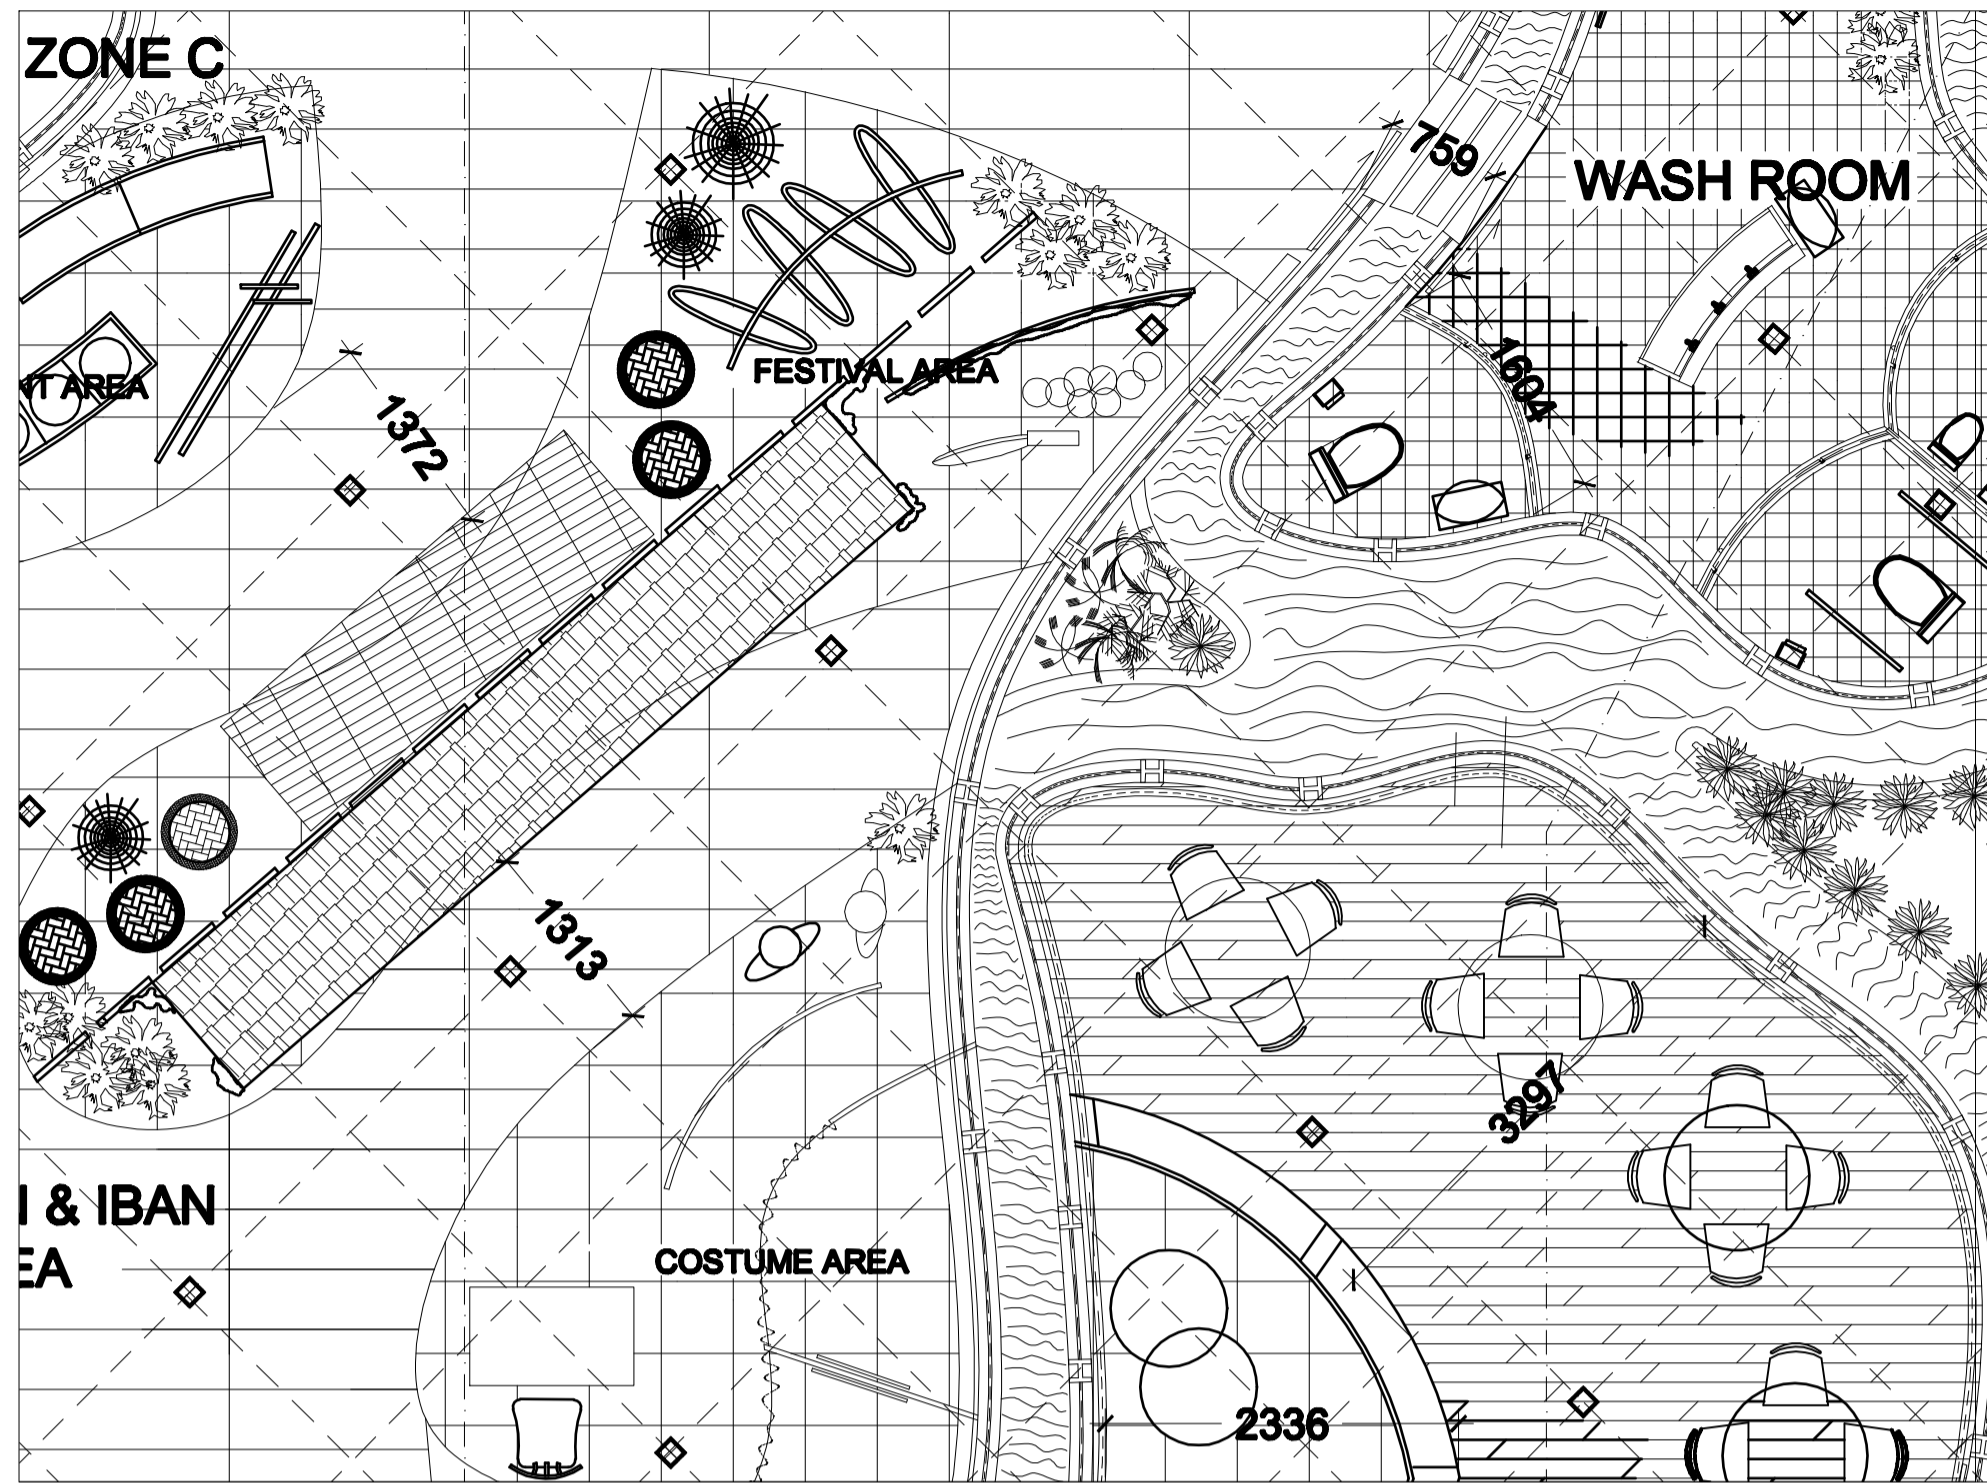 ZONE C
759
WASH ROOM
FESTIVAL AREA
1604
NT AREA
1372
1313
3297
I & IBAN
EA
COSTUME AREA
2336